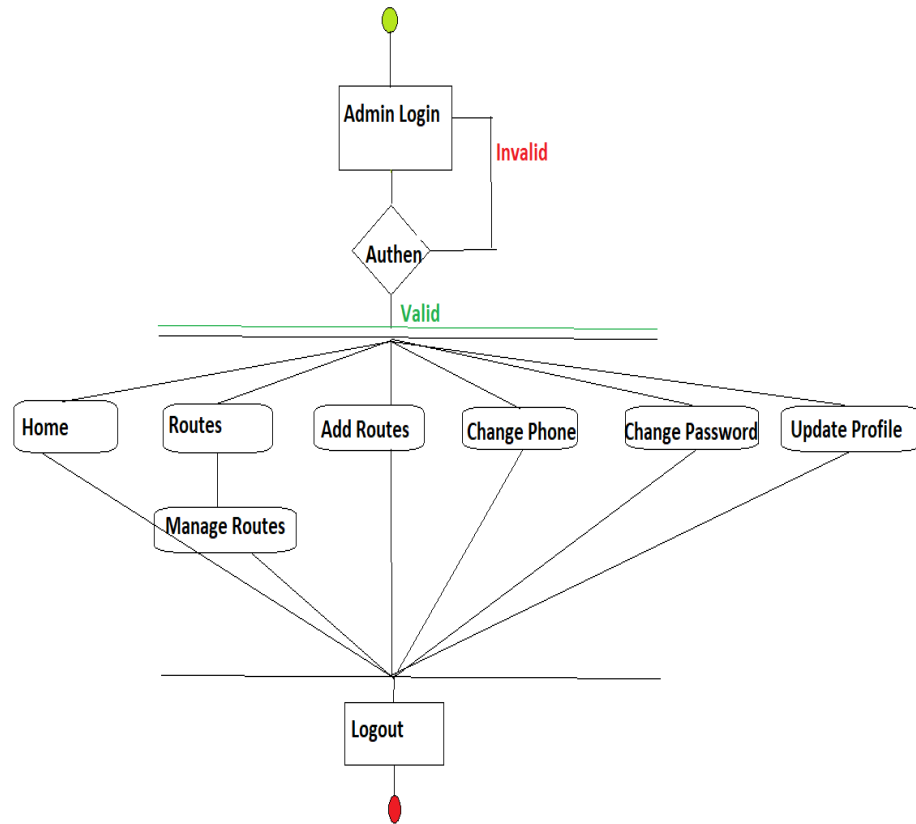 Admin Login
Invalid
Authen
Valid
Home
Routes
Add Routes
Change Phone
Change Password
Update Profile
Manage Routes
Logout